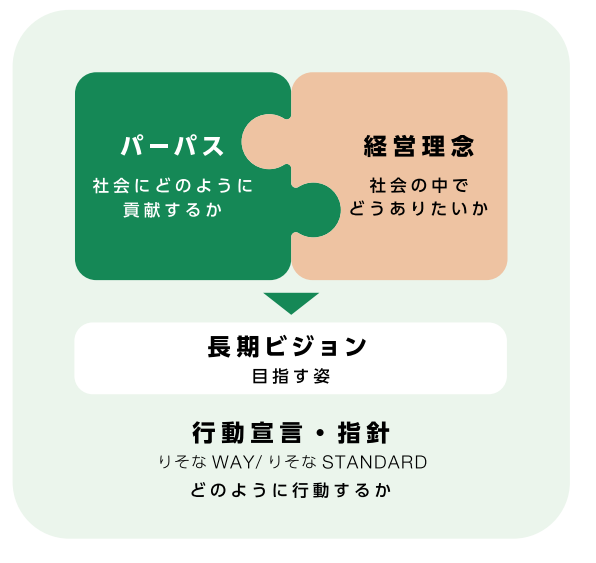 パーパス
社会にどのように
貢献するか
経営理念
社会の中で
どうありたいか
長期ビジョン
目指す姿
行動宣言・指針
りそなWAY/りそなSTANDARD
どのように行動するか